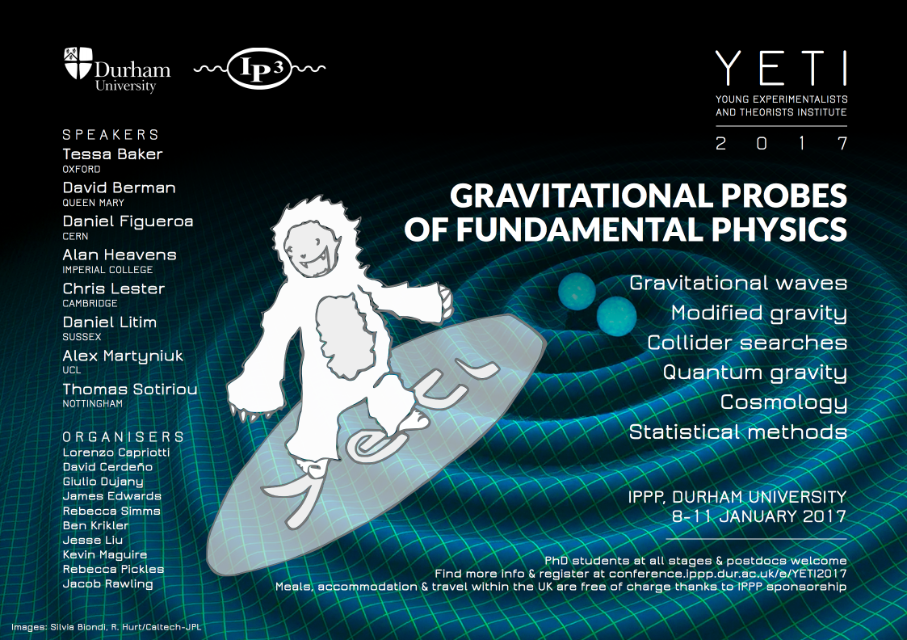 Durham
University
IP3
YETI
YOUNG EXPERIMENTALISTS
AND THEORISTS INSTITUTE
2017
SPEAKERS
Tessa Baker
OXFORD
David Berman
QUEEN MARY
Daniel Figueroa
CERN
Alan Heavens
IMPERIAL COLLEGE
Chris Lester
CAMBRIDGE
Daniel Litim
SUSSEX
Alex Martyniuk
UCL
Thomas Sotiriou
NOTTINGHAM
ORGANISERS
Lorenzo Capriotti
David Cerdeño
Giulio Dujany
James Edwards
Rebecca Simms
Ben Krikler
Jesse Liu
Kevin Maguire
Rebecca Pickles
Jacob Rawling
GRAVITATIONAL PROBES
OF FUNDAMENTAL PHYSICS
Gravitational waves
Modified gravity
Collider searches
Quantum gravity
Cosmology
Statistical methods
yeti
IPPP, DURHAM UNIVERSITY
8-11 JANUARY 2017
PhD students at all stages & postdocs welcome
Find more info & register at conference.ippp.dur.ac.uk/e/YETI2017
Meals, accommodation & travel within the UK are free of charge thanks to IPPP sponsorship
Images: Silvia Biondi, R. Hurt/Caltech-JPL